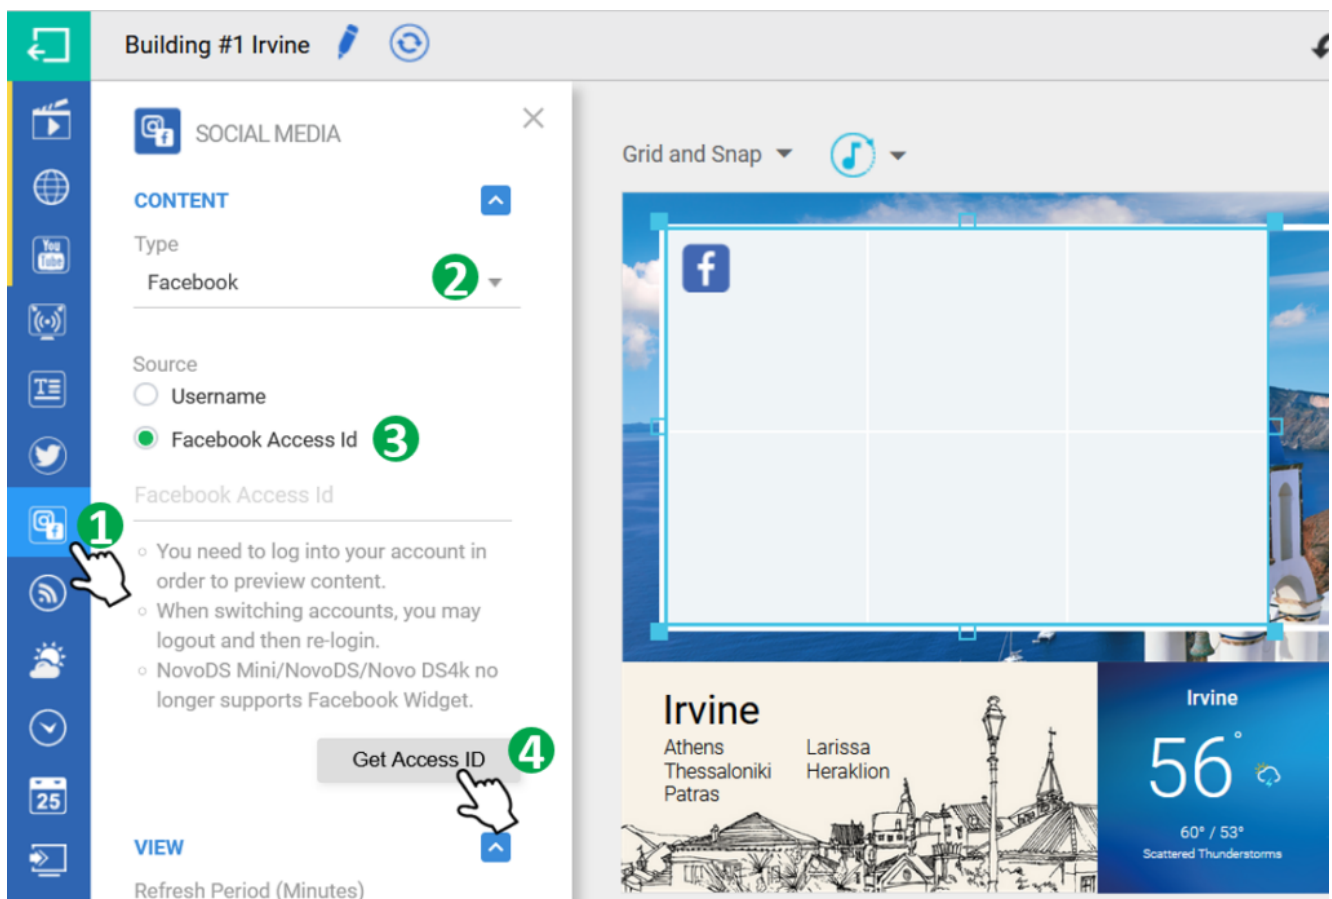 Building #1 Irvine
SOCIAL MEDIA
CONTENT
Type
Facebook
2
Source
Username
Facebook Access Id
3
Facebook Access Id
1
You need to log into your account in
order to preview content.
When switching accounts, you may
logout and then re-login.
NovoDS Mini/NovoDS/Novo DS4k no
longer supports Facebook Widget.
Get Access ID
4
VIEW
Refresh Period (Minutes)
You
Tube
T
25
Grid and Snap
f
Irvine
Athens
Larissa
Thessaloniki
Heraklion
Patras
Irvine
56°
60° / 53°
Scattered Thunderstorms